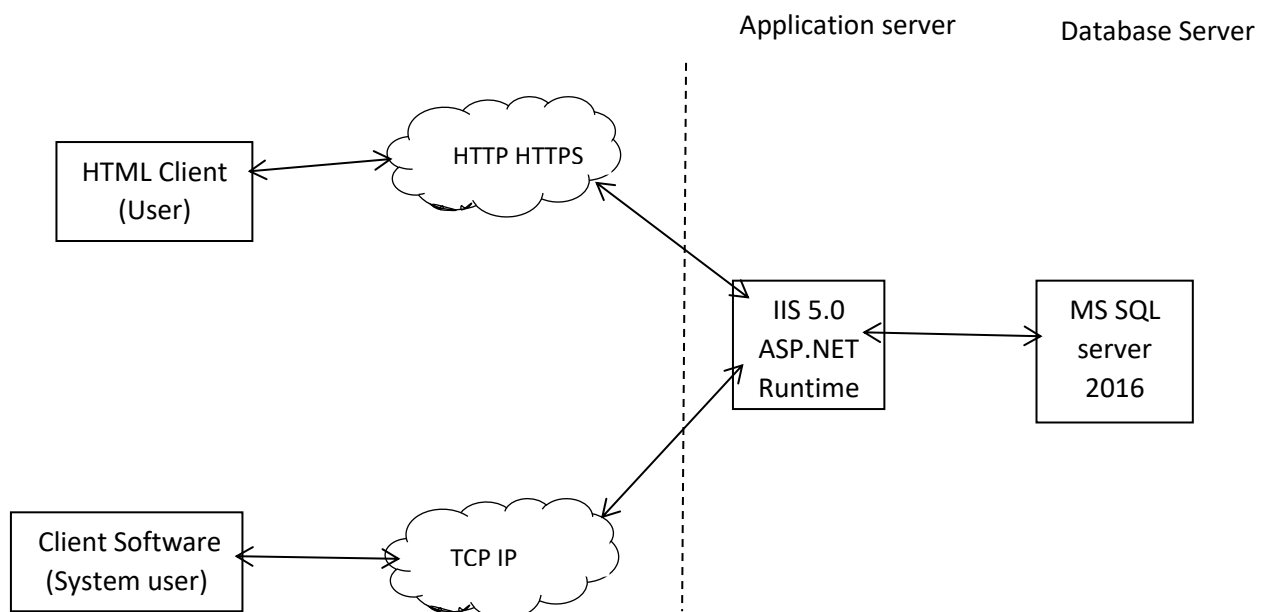 Application server
Database Server
HTTP HTTPS
HTML Client
(User)
IIS 5.0
ASP.NET
Runtime
MS SQL
server
2016
Client Software
(System user)
TCP IP